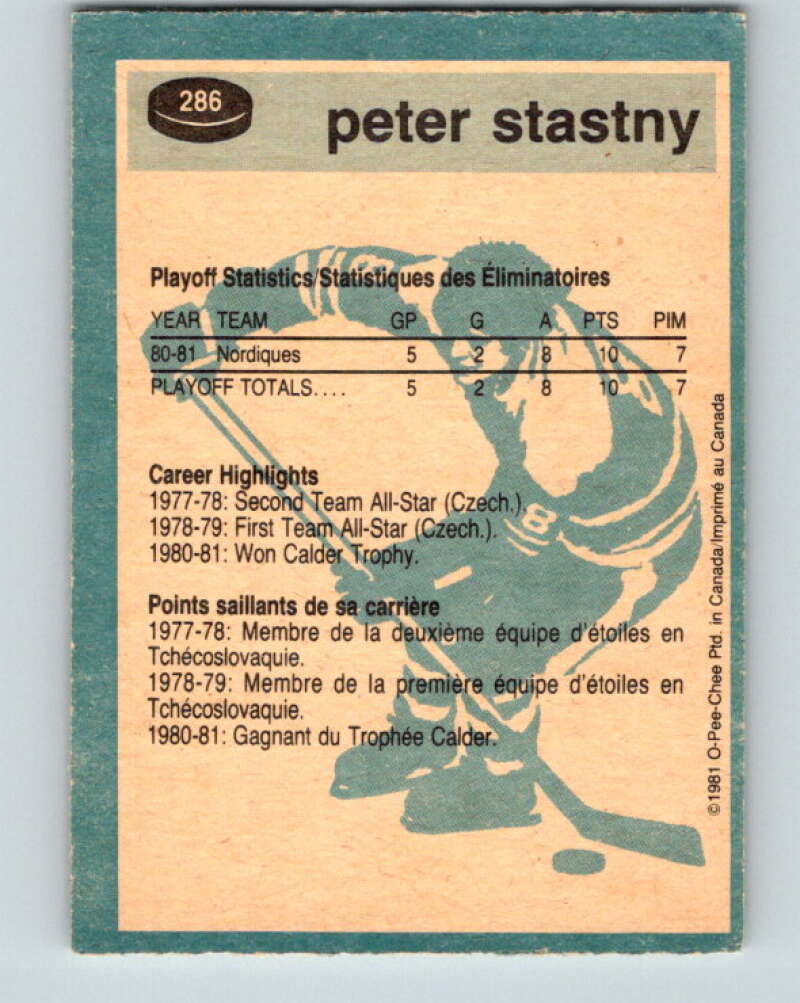 286
peter stastny
Playoff Statistics/Statistiques des Éliminatoires
YEAR TEAM GP G A PTS PIM
80-81 Nordiques 5 2 8 10 7
PLAYOFF TOTALS.... 5 2 8 10 7
Career Highlights
1977-78: Second Team All-Star (Czech.).
1978-79: First Team All-Star (Czech.).
1980-81: Won Calder Trophy.
8
Points saillants de sa carrière
1977-78: Membre de la deuxième équipe d'étoiles en
Tchécoslovaquie.
1978-79: Membre de la première équipe d'étoiles en
Tchécoslovaquie.
1980-81: Gagnant du Trophée Calder.
©1981 O-Pee-Chee Ptd. in Canada/Imprimé au Canada